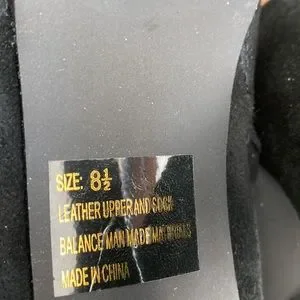 SIZE: 8½
LEATHER UPPER AND SOCK
BALANCE MAN MADE MATERIALS
MADE IN CHINA